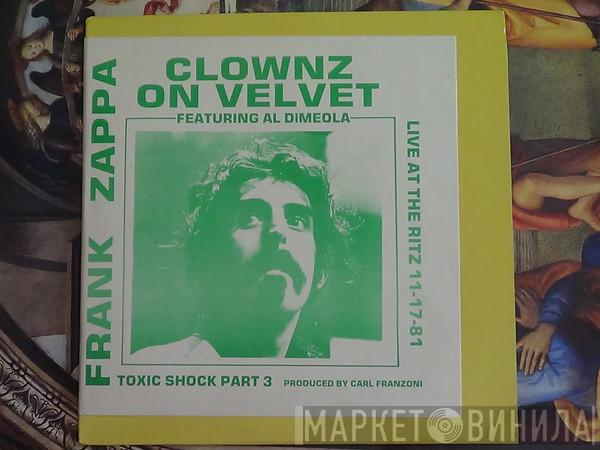 FRANK ZAPPA
CLOWNZ
ON VELVET
FEATURING AL DIMEOLA
LIVE AT THE RITZ 11-17-81
TOXIC SHOCK PART 3
PRODUCED BY CARL FRANZONI
МАРКЕТ ВИНИЛА